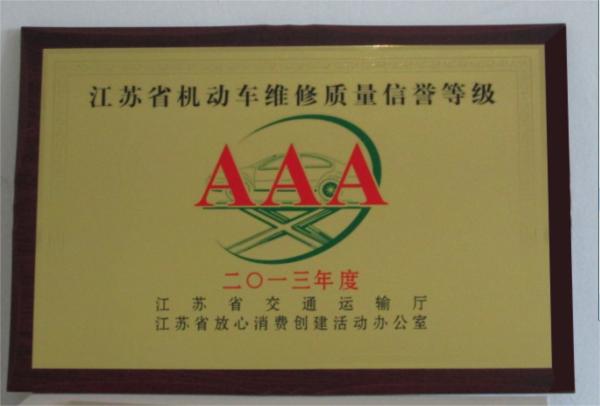 江苏省机动车维修质量信誉等级
AAA
二〇一三年度
江苏省交通运输厅
江苏省放心消费创建活动办公室